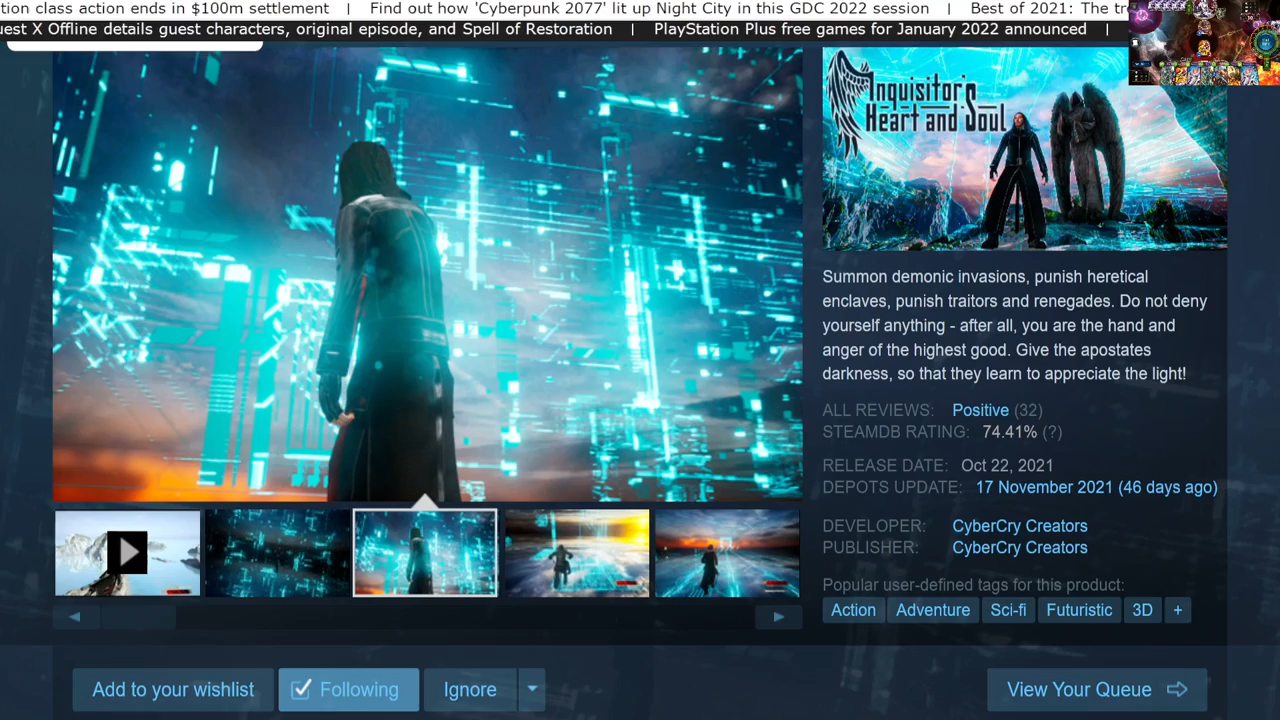 tion class action ends in $100m settlement | Find out how 'Cyberpunk 2077' lit up Night City in this GDC 2022 session | Best of 2021: The
uest X Offline details guest characters, original episode, and Spell of Restoration | PlayStation Plus free games for January 2022 announced |
Inquisitor's
Heart and Soul
Summon demonic invasions, punish heretical
enclaves, punish traitors and renegades. Do not deny
yourself anything - after all, you are the hand and
anger of the highest good. Give the apostates
darkness, so that they learn to appreciate the light!
ALL REVIEWS: Positive (32)
STEAMDB RATING: 74.41% (?)
RELEASE DATE: Oct 22, 2021
DEPOTS UPDATE: 17 November 2021 (46 days ago)
DEVELOPER: CyberCry Creators
PUBLISHER: CyberCry Creators
Popular user-defined tags for this product:
Action Adventure Sci-fi Futuristic 3D +
Add to your wishlist Following Ignore View Your Queue